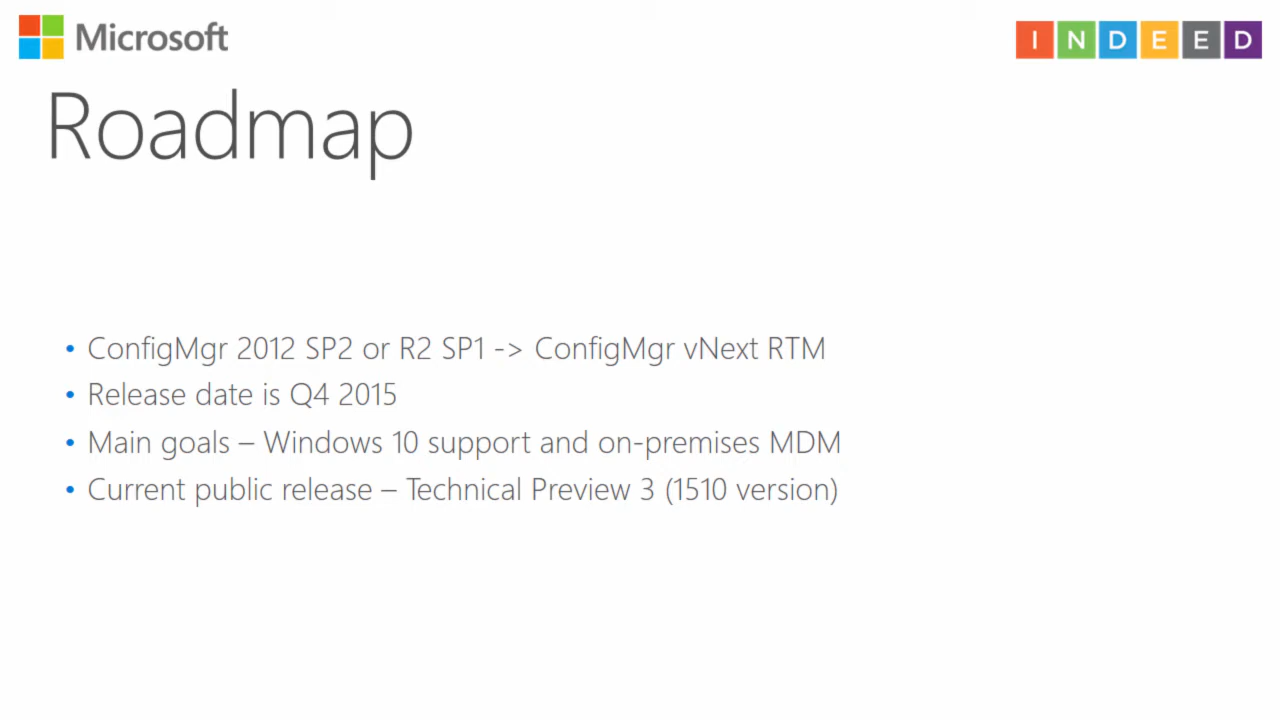 Microsoft
INDEED
Roadmap
• ConfigMgr 2012 SP2 or R2 SP1 -> ConfigMgr vNext RTM
• Release date is Q4 2015
• Main goals – Windows 10 support and on-premises MDM
• Current public release – Technical Preview 3 (1510 version)